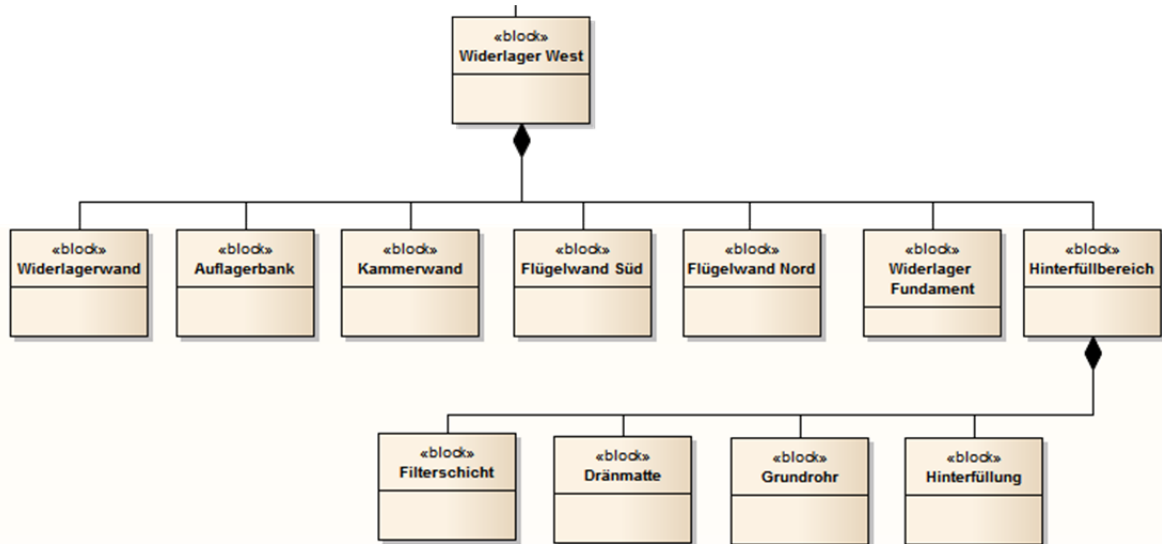 «block»
Widerlager West
«block»
Widerlagerwand
«block»
Auflagerbank
«block»
Kammerwand
«block»
Flügelwand Süd
«block»
Flügelwand Nord
«block»
Widerlager
Fundament
«block»
Hinterfüllbereich
«block»
Filterschicht
«block»
Dränmatte
«block»
Grundrohr
«block»
Hinterfüllung